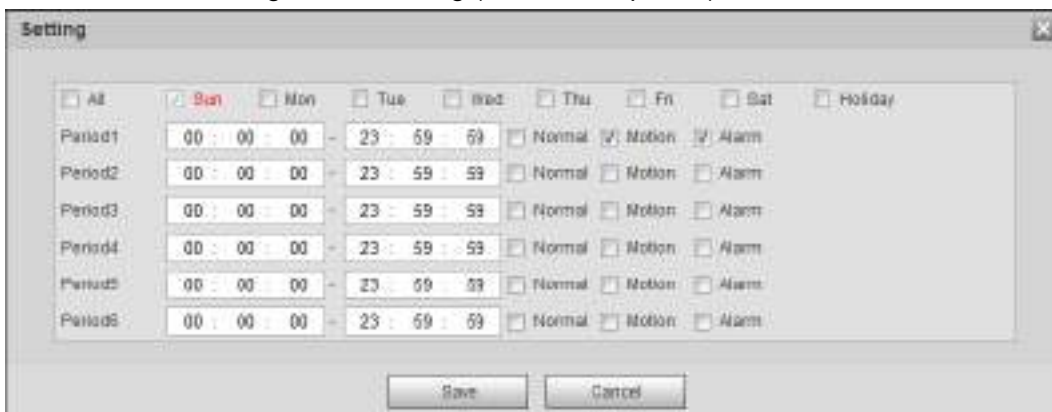 Setting
All Sun Mon Tue Wed Thu Fri Sat Holiday
Period1 00 : 00 : 00 - 23 : 59 : 59 Normal Motion Alarm
Period2 00 : 00 : 00 - 23 : 59 : 59 Normal Motion Alarm
Period3 00 : 00 : 00 - 23 : 59 : 59 Normal Motion Alarm
Period4 00 : 00 : 00 - 23 : 59 : 59 Normal Motion Alarm
Period5 00 : 00 : 00 - 23 : 59 : 59 Normal Motion Alarm
Period6 00 : 00 : 00 - 23 : 59 : 59 Normal Motion Alarm
Save Cancel